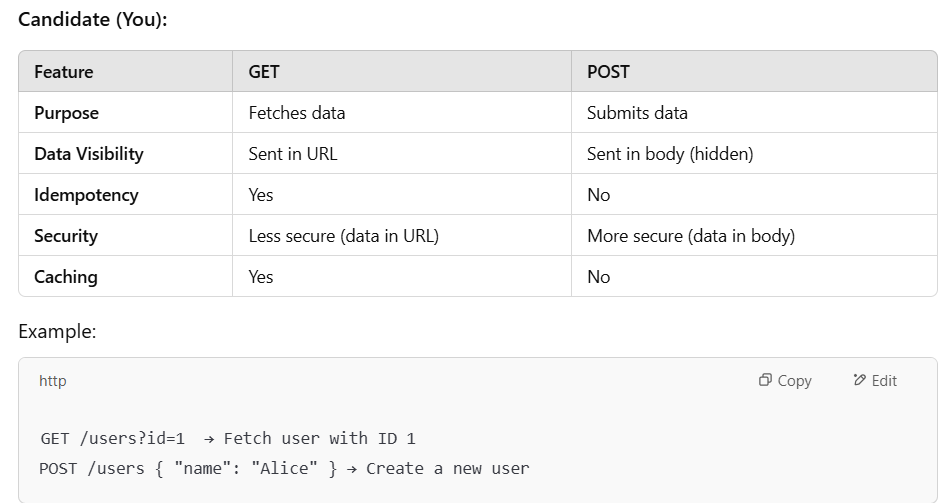 Candidate (You):
Feature GET POST
Purpose Fetches data Submits data
Data Visibility Sent in URL Sent in body (hidden)
Idempotency Yes No
Security Less secure (data in URL) More secure (data in body)
Caching Yes No
Example:
http Copy Edit
GET /users?id=1 → Fetch user with ID 1
POST /users { "name": "Alice" } → Create a new user